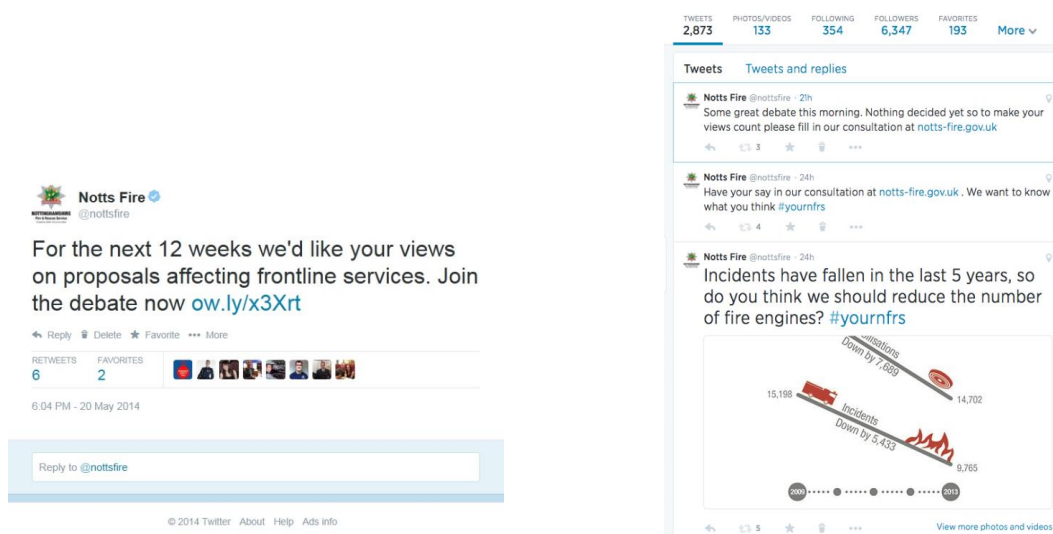 Notts Fire
@nottsfire
For the next 12 weeks we'd like your views
on proposals affecting frontline services. Join
the debate now ow.ly/x3Xrt
Reply Delete Favorite More
RETWEETS FAVORITES
6 2
6:04 PM - 20 May 2014
Reply to @nottsfire
© 2014 Twitter About Help Ads info
TWEETS PHOTOS/VIDEOS FOLLOWING FOLLOWERS FAVORITES
2,873 133 354 6,347 193 More
Tweets Tweets and replies
Notts Fire @nottsfire · 21h
Some great debate this morning. Nothing decided yet so to make your
views count please fill in our consultation at notts-fire.gov.uk
3
Notts Fire @nottsfire · 24h
Have your say in our consultation at notts-fire.gov.uk . We want to know
what you think #yournfrs
4
Notts Fire @nottsfire · 24h
Incidents have fallen in the last 5 years, so
do you think we should reduce the number
of fire engines? #yournfrs
Down by 7,689
14,702
15,198
Incidents
Down by 5,433
9,765
2009 2013
5 View more photos and videos